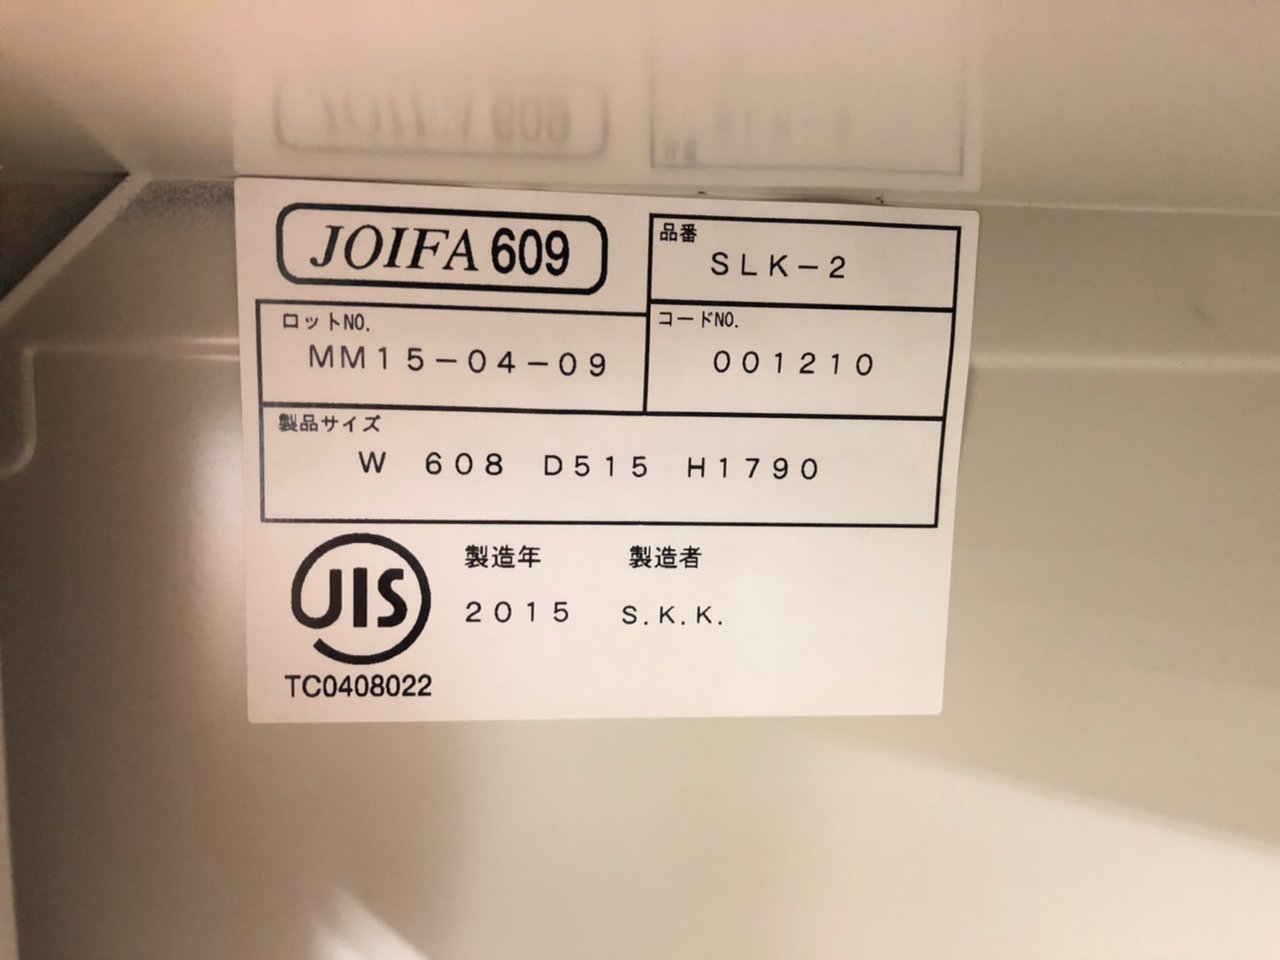 JOIFA 609
品番
SLK-2
ロットNO.
MM15-04-09
コードNO.
001210
製品サイズ
W 608 D515 H1790
JIS
TC0408022
製造年 製造者
2015 S.K.K.